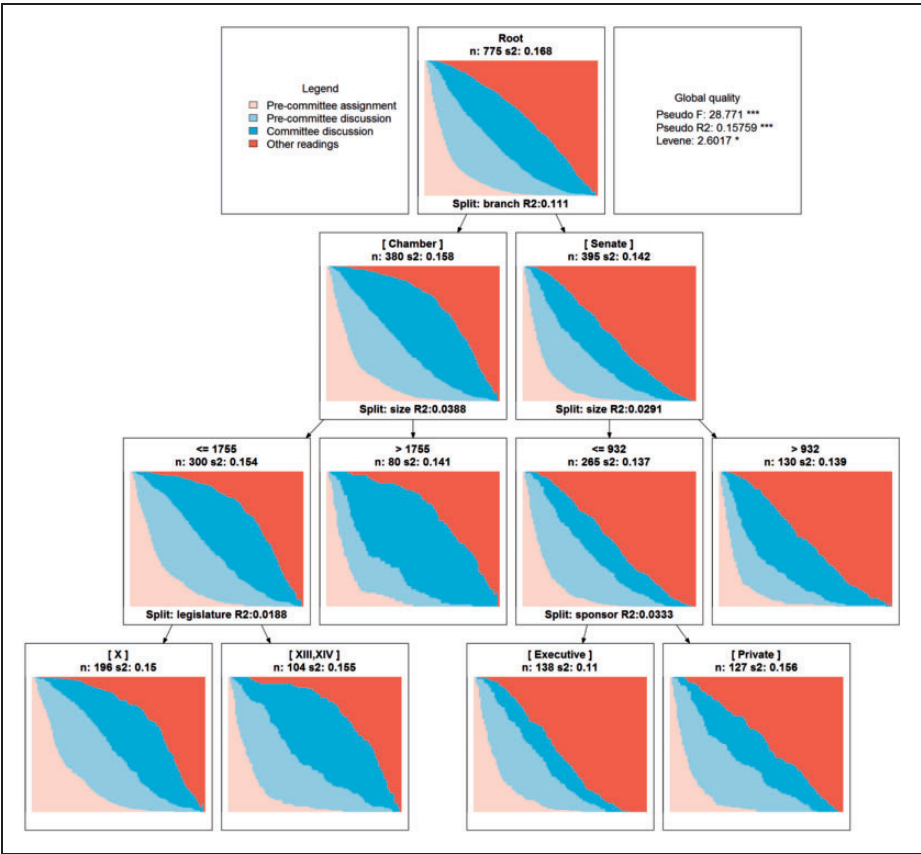 Legend
Pre-committee assignment
Pre-committee discussion
Committee discussion
Other readings
Root
n: 775 s2: 0.168
Split: branch R2:0.111
Global quality
Pseudo F: 28.771 ***
Pseudo R2: 0.15759 ***
Levene: 2.6017 *
[ Chamber ]
n: 380 s2: 0.158
Split: size R2:0.0388
[ Senate ]
n: 395 s2: 0.142
Split: size R2:0.0291
<= 1755
n: 300 s2: 0.154
Split: legislature R2:0.0188
> 1755
n: 80 s2: 0.141
<= 932
n: 265 s2: 0.137
Split: sponsor R2:0.0333
> 932
n: 130 s2: 0.139
[ X ]
n: 196 s2: 0.15
[ XIII,XIV ]
n: 104 s2: 0.155
[ Executive ]
n: 138 s2: 0.11
[ Private ]
n: 127 s2: 0.156